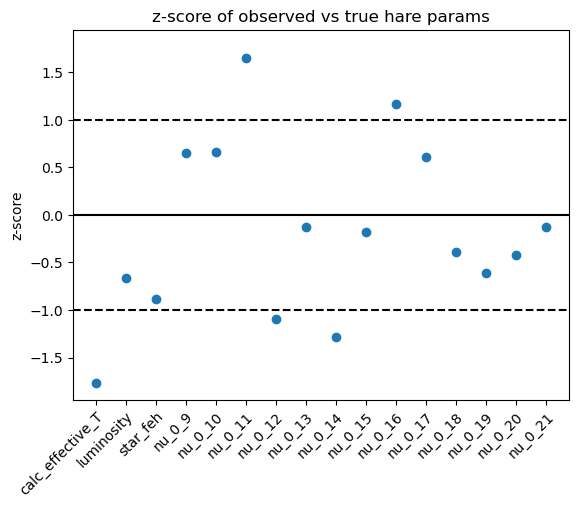 z-score of observed vs true hare params
z-score
1.5
1.0
0.5
0.0
−0.5
−1.0
−1.5
calc_effective_T
luminosity
star_feh
nu_0_9
nu_0_10
nu_0_11
nu_0_12
nu_0_13
nu_0_14
nu_0_15
nu_0_16
nu_0_17
nu_0_18
nu_0_19
nu_0_20
nu_0_21